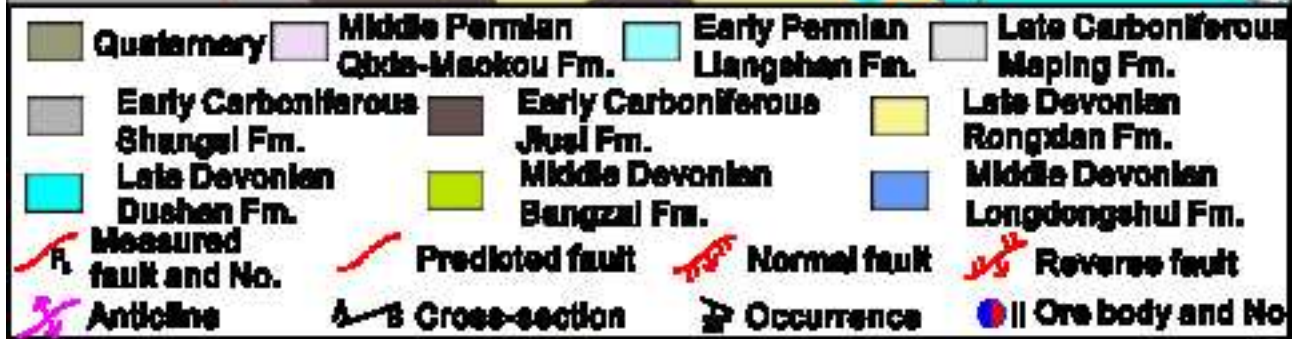 Quaternary
Middle Permian
Qixia-Maokou Fm.
Early Permian
Liangshan Fm.
Late Carboniferous
Maping Fm.
Early Carboniferous
Shangsi Fm.
Early Carboniferous
Jiusi Fm.
Late Devonian
Rongxian Fm.
Late Devonian
Dushan Fm.
Middle Devonian
Bangzai Fm.
Middle Devonian
Longdongshui Fm.
Measured
fault and No.
Predicted fault
Normal fault
Reverse fault
Anticline
A B Cross-section
Occurrence
II Ore body and No